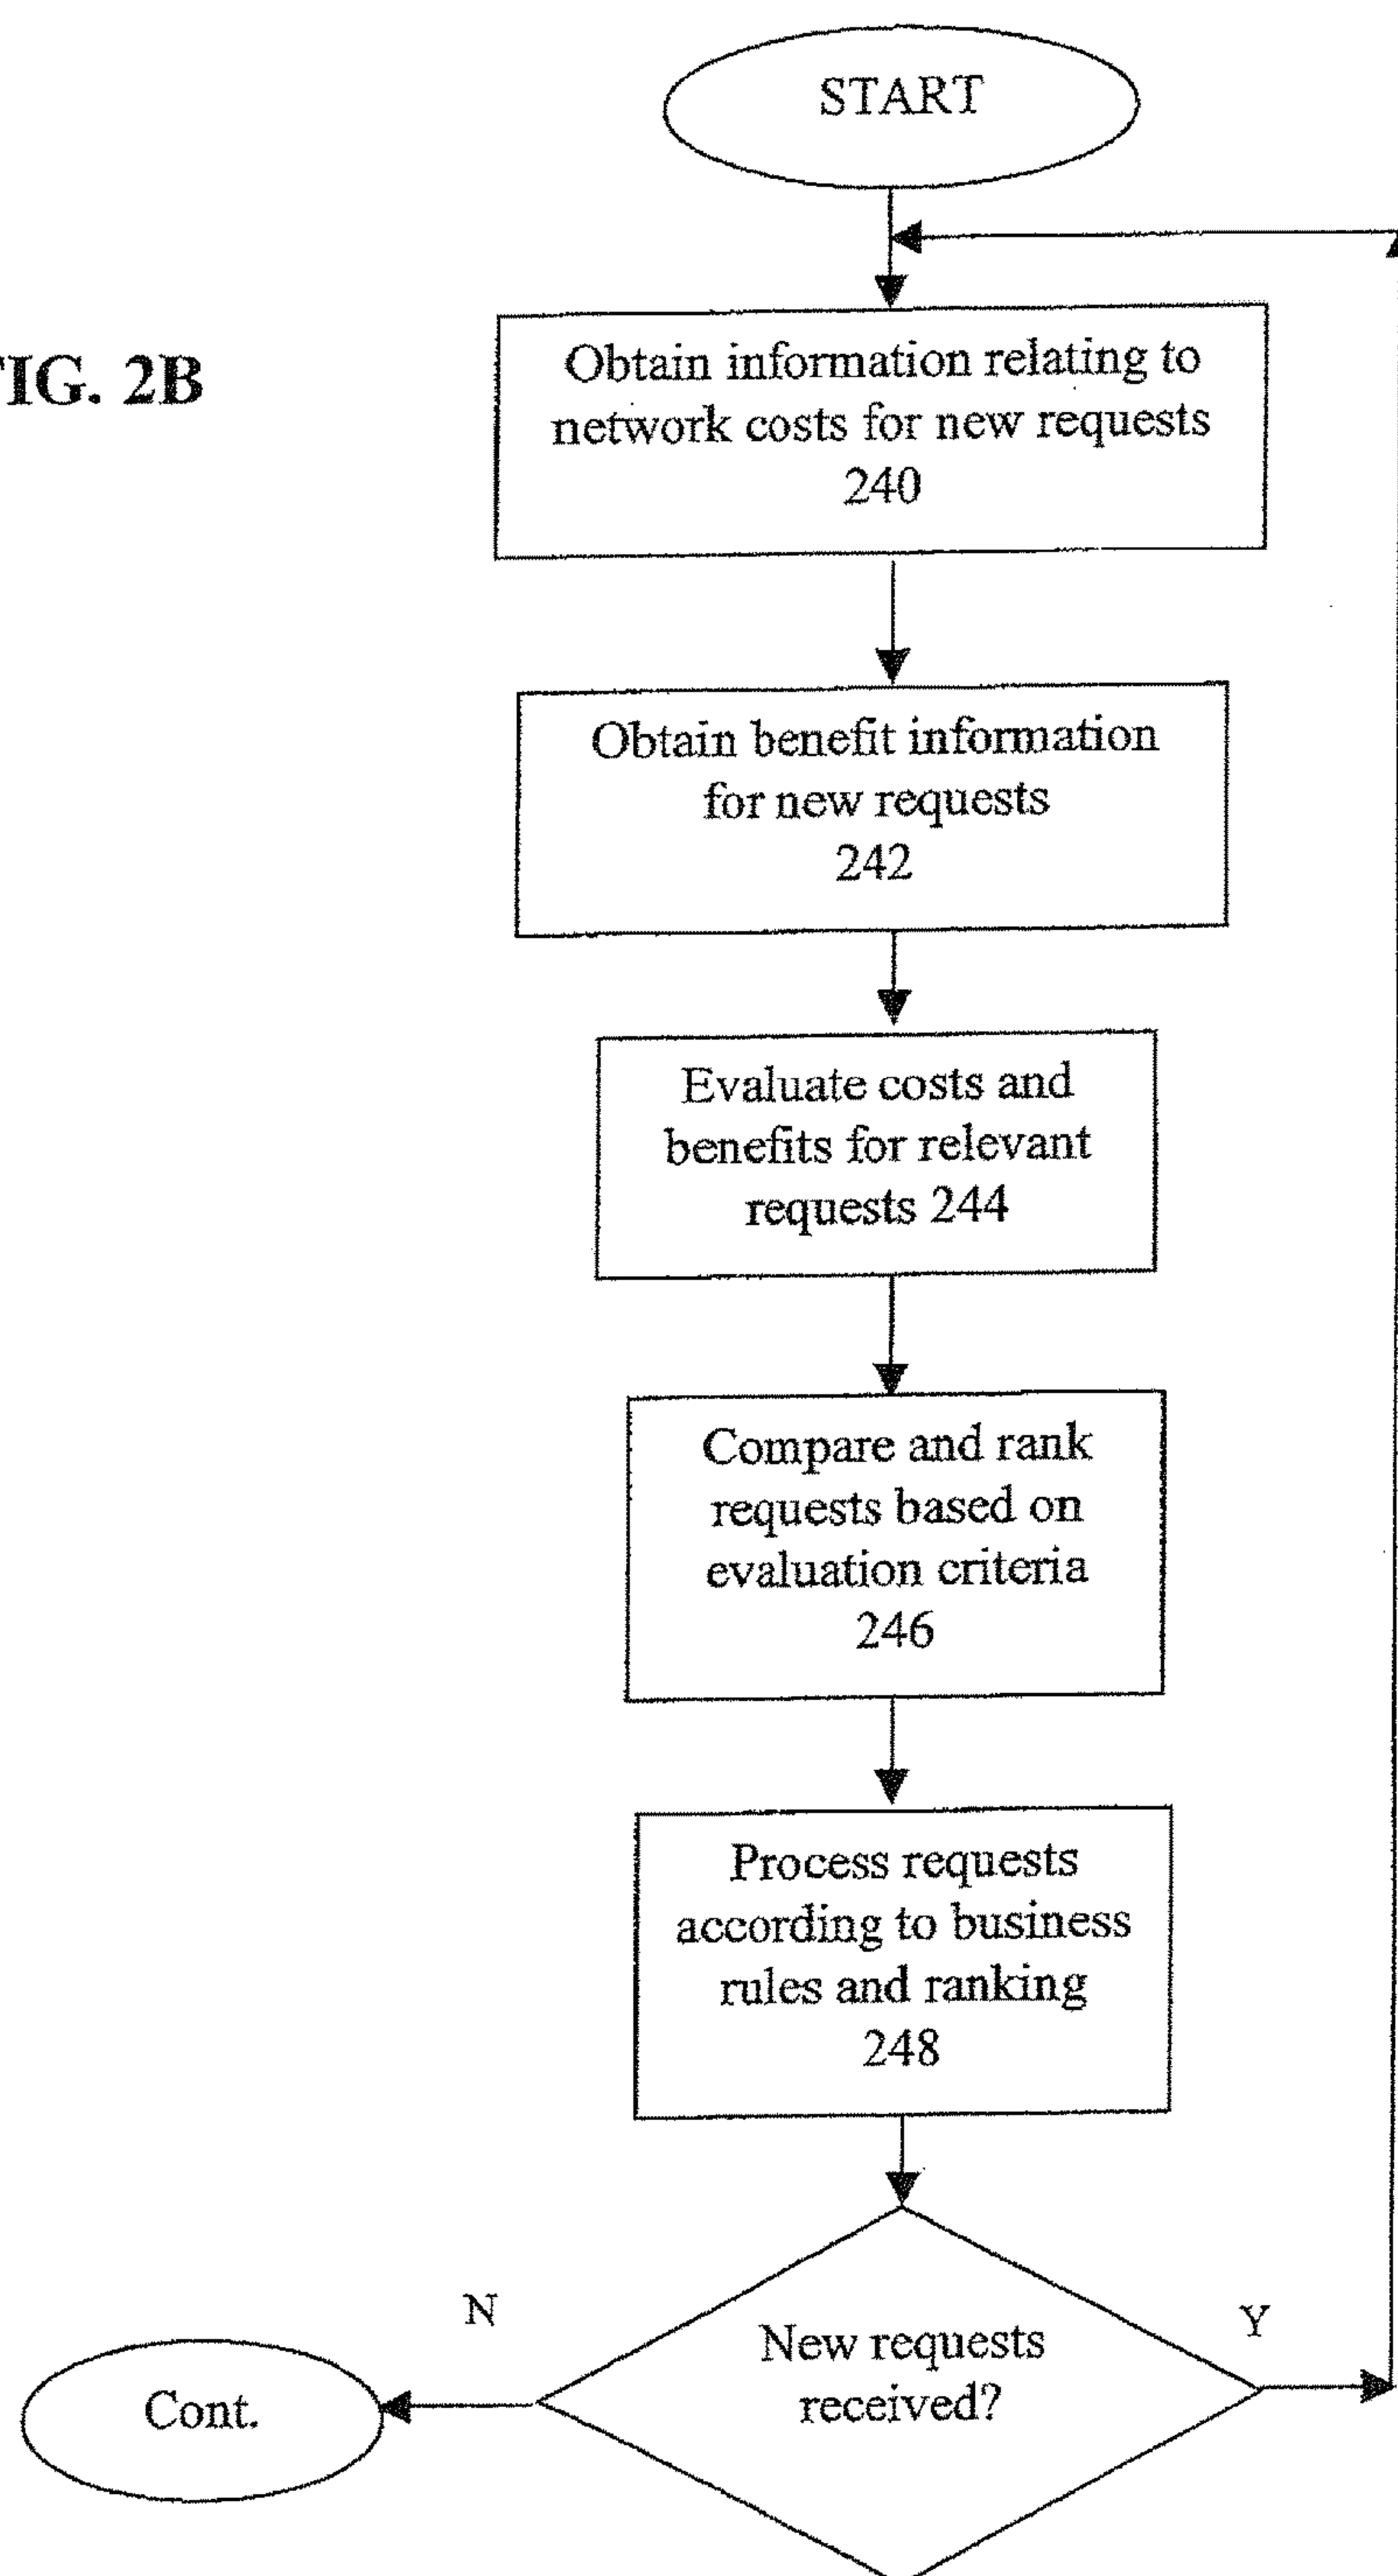 START
FIG. 2B
Obtain information relating to
network costs for new requests
240
Obtain benefit information
for new requests
242
Evaluate costs and
benefits for relevant
requests 244
Compare and rank
requests based on
evaluation criteria
246
Process requests
according to business
rules and ranking
248
N
Y
New requests
received?
Cont.